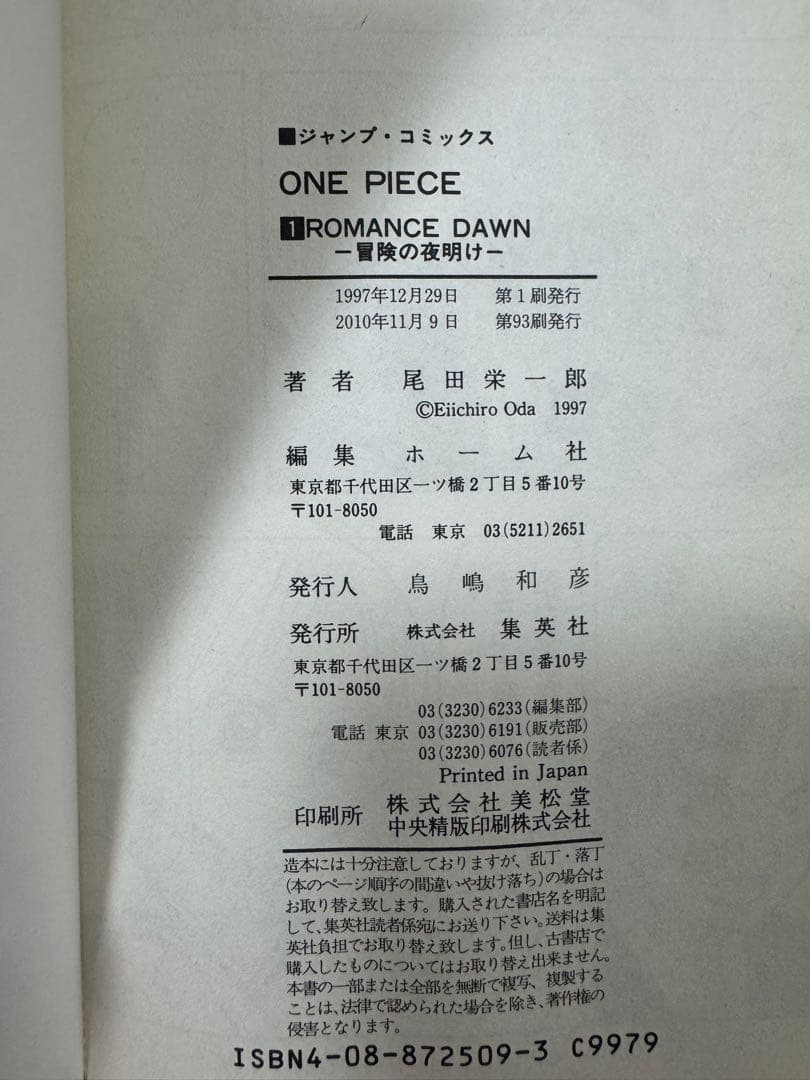 ■ジャンプ・コミックス
ONE PIECE
1 ROMANCE DAWN
―冒険の夜明け―
1997年12月29日 第1刷発行
2010年11月9日 第93刷発行
著者 尾田栄一郎
©Eiichiro Oda 1997
編集 ホーム社
東京都千代田区一ツ橋2丁目5番10号
〒101-8050
電話 東京 03(5211)2651
発行人 鳥嶋和彦
発行所 株式会社 集英社
東京都千代田区一ツ橋2丁目5番10号
〒101-8050
03(3230)6233(編集部)
電話 東京 03(3230)6191(販売部)
03(3230)6076(読者係)
Printed in Japan
印刷所 株式会社美松堂
中央精版印刷株式会社
造本には十分注意しておりますが、乱丁・落丁
(本のページ順序の間違いや抜け落ち)の場合は
お取り替え致します。購入された書店名を明記
して、集英社読者係宛にお送り下さい。送料は集
英社負担でお取り替え致します。但し、古書店で
購入したものについてはお取り替え出来ません。
本書の一部または全部を無断で複写、複製する
ことは、法律で認められた場合を除き、著作権の
侵害となります。
ISBN4-08-872509-3 C9979